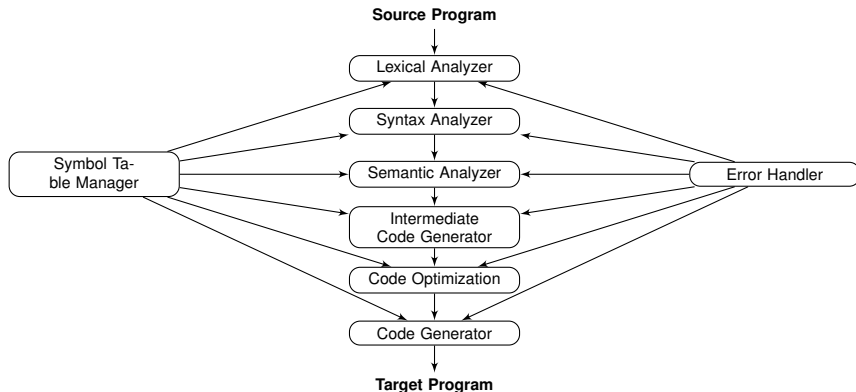 Source Program
Lexical Analyzer
Syntax Analyzer
Symbol Ta-
ble Manager
Semantic Analyzer
Error Handler
Intermediate
Code Generator
Code Optimization
Code Generator
Target Program